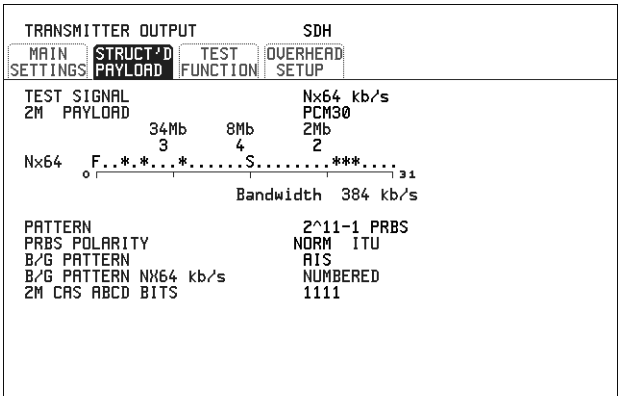 TRANSMITTER OUTPUT SDH
MAIN SETTINGS
STRUCT'D PAYLOAD
TEST FUNCTION
OVERHEAD SETUP
TEST SIGNAL Nx64 kb/s
2M PAYLOAD PCM30
34Mb 8Mb 2Mb
3 4 2
Nx64 F..*.*...*......S........***....
0 31
Bandwidth 384 kb/s
PATTERN 2^11-1 PRBS
PRBS POLARITY NORM ITU
B/G PATTERN AIS
B/G PATTERN NX64 kb/s NUMBERED
2M CAS ABCD BITS 1111